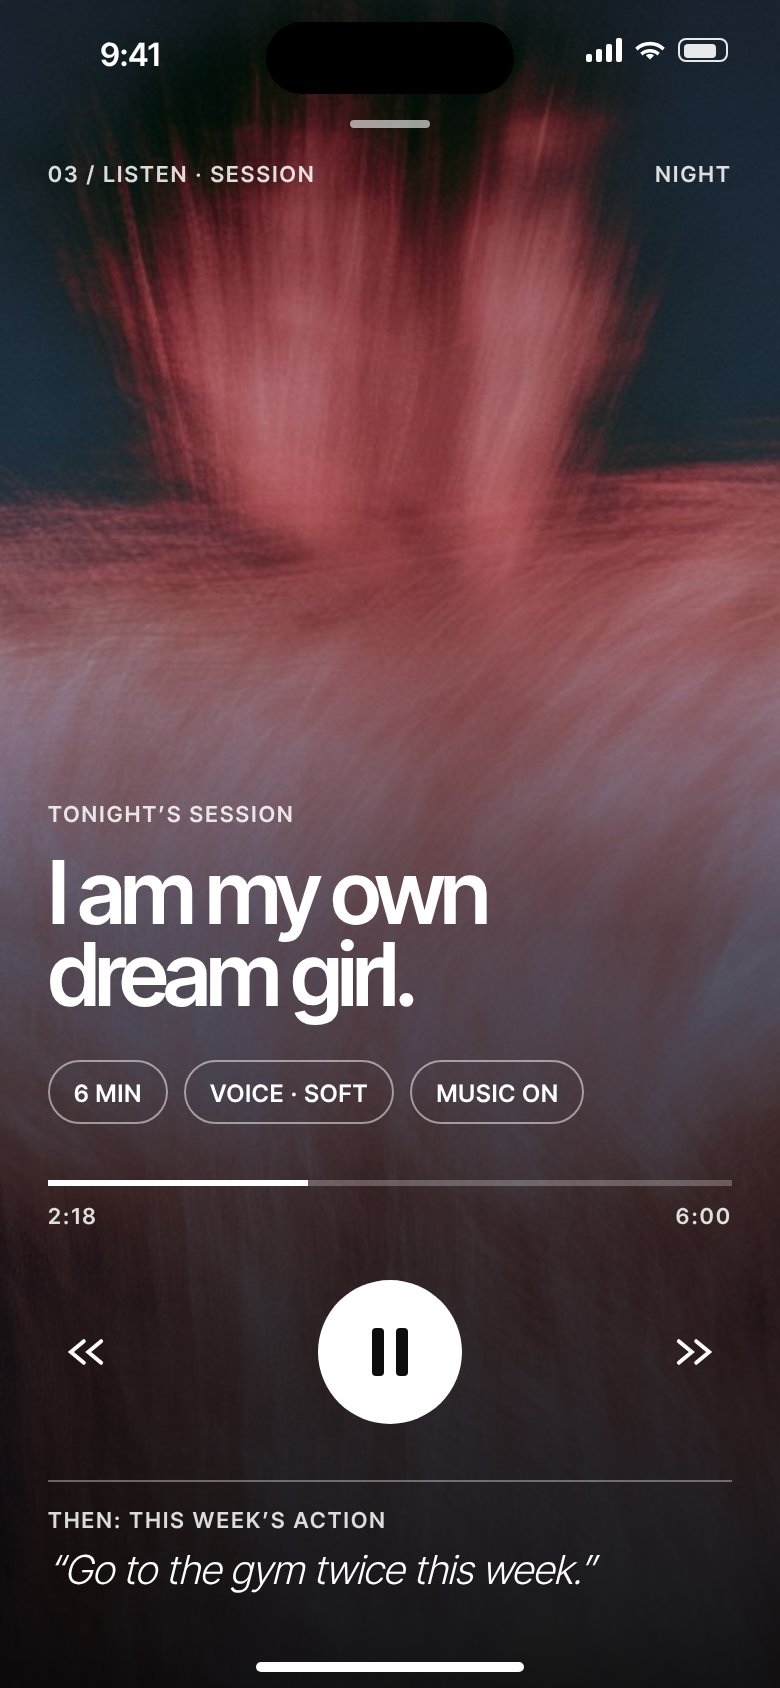 9:41
03 / LISTEN · SESSION
NIGHT
TONIGHT’S SESSION
I am my own
dream girl.
6 MIN
VOICE · SOFT
MUSIC ON
2:18
6:00
THEN: THIS WEEK’S ACTION
“Go to the gym twice this week.”